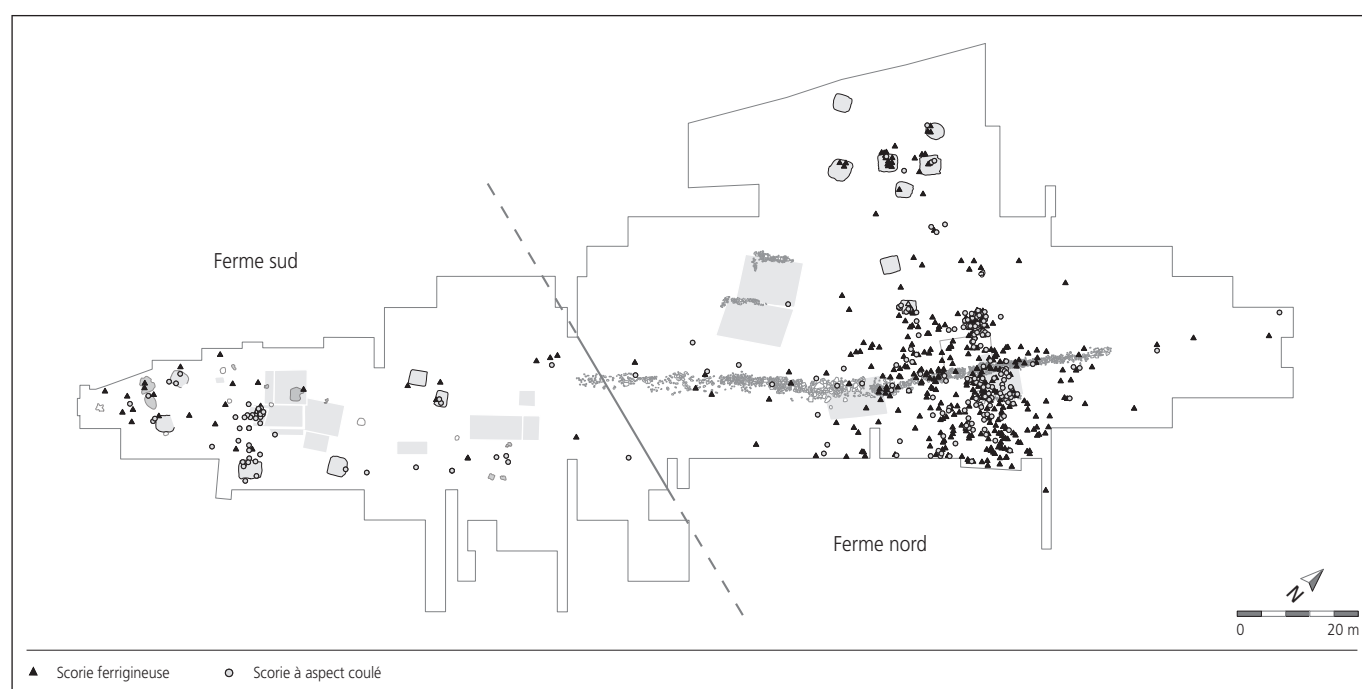 Ferme sud
Ferme nord
N
0 20 m
Scorie ferrigineuse
Scorie à aspect coulé